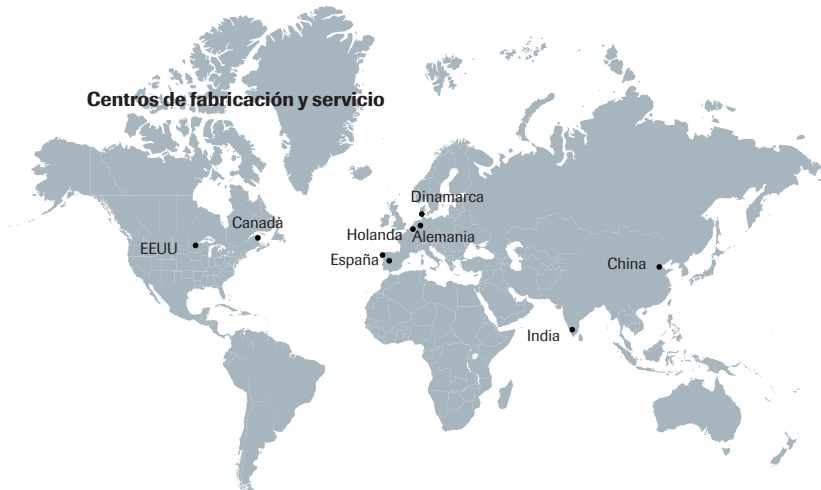 Centros de fabricación y servicio
Dinamarca
Canadà
Holanda
Alemania
EEUU
España
China
India